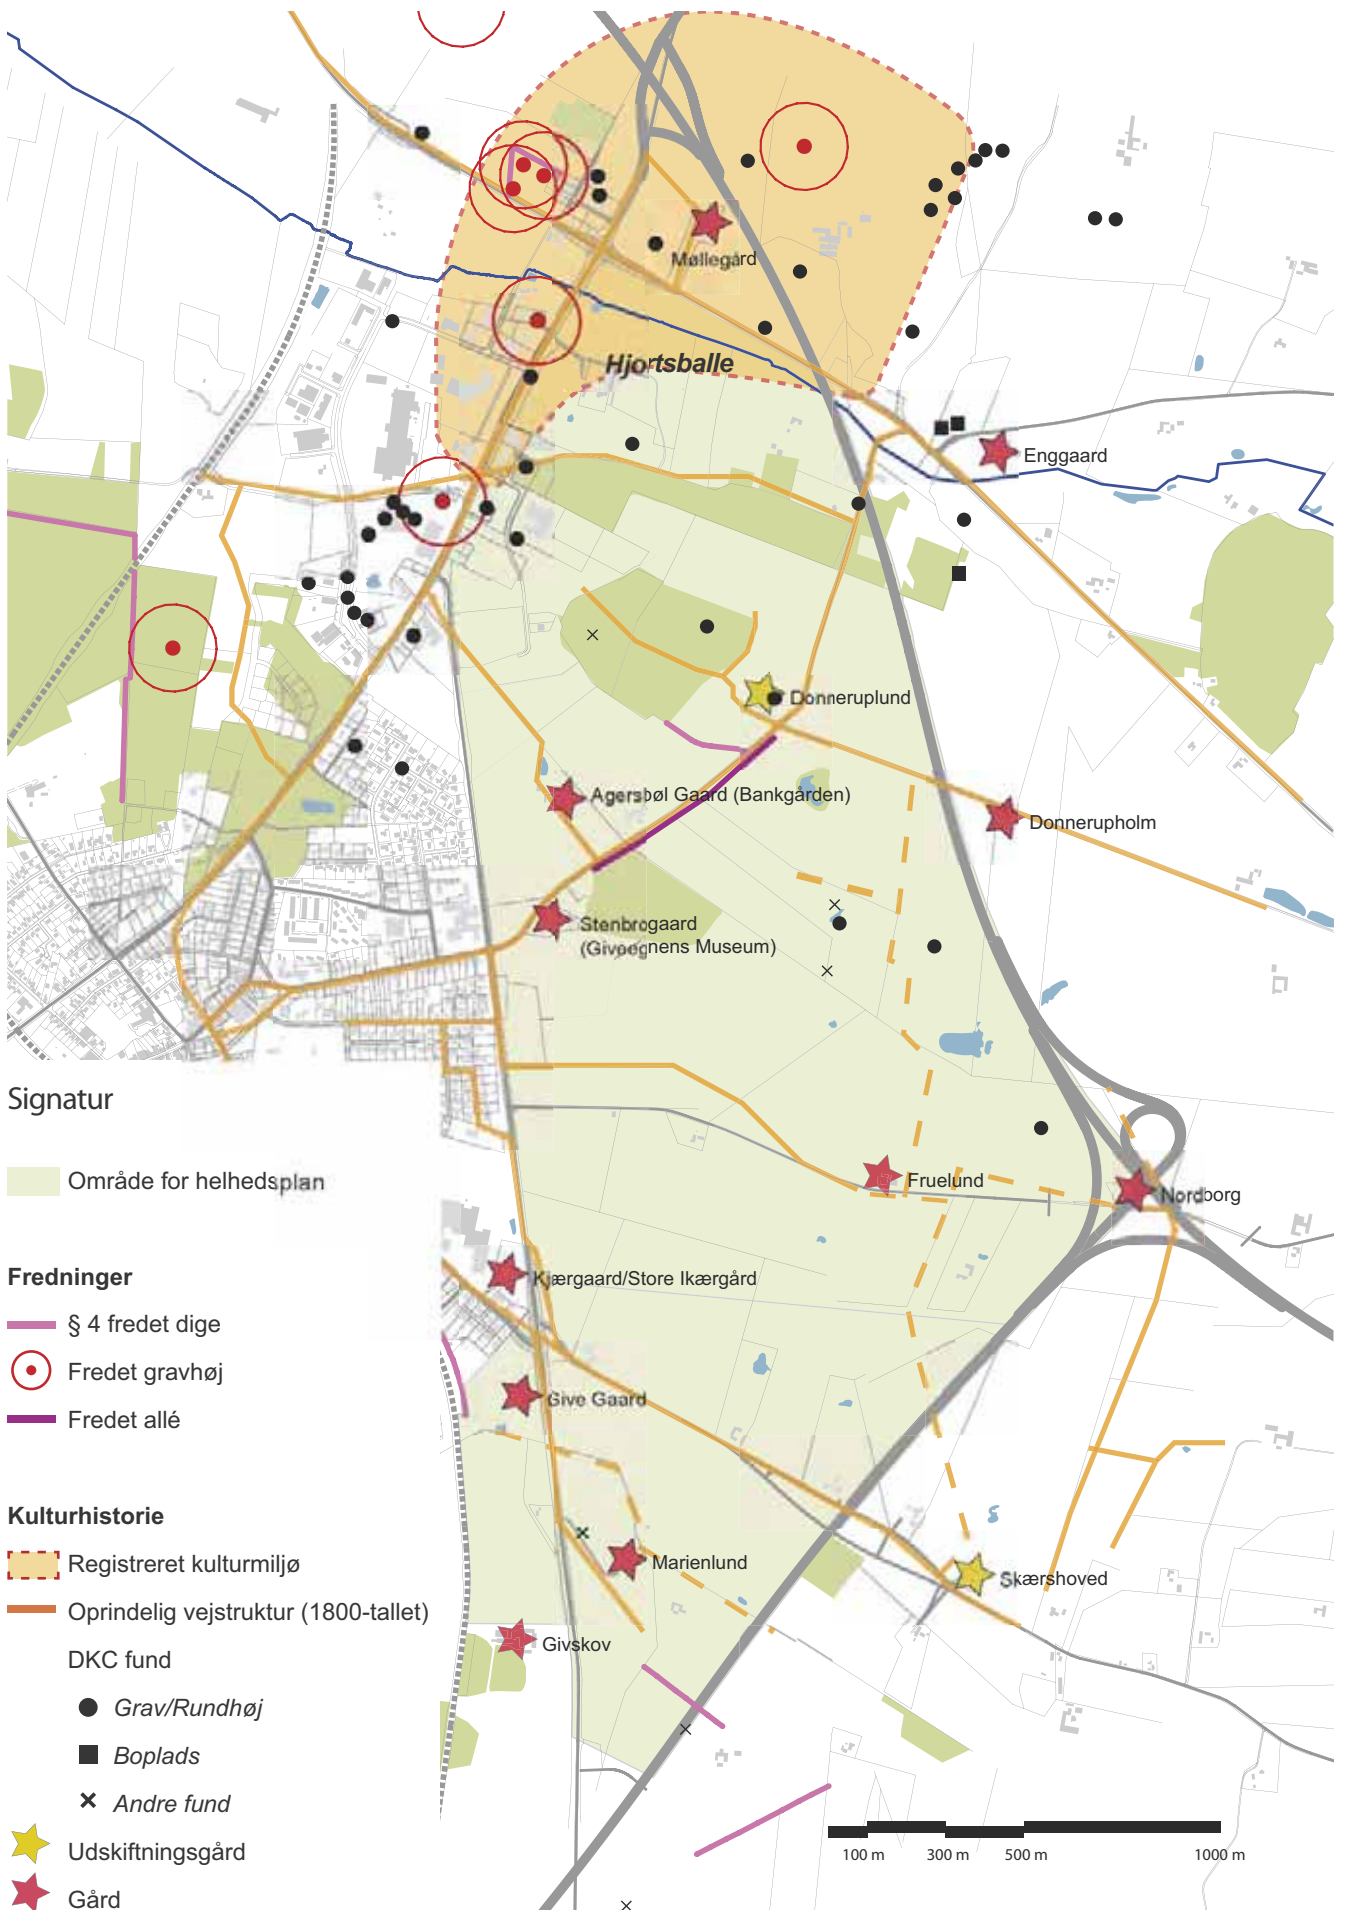 Møllegård
Hjortsballe
Enggaard
Donneruplund
Agersbøl Gaard (Bankgården)
Donnerupholm
Stenbrogaard
(Giveegnens Museum)
Fruelund
Nordborg
Kjærgaard/Store Ikærgård
Give Gaard
Marienlund
Skærshoved
Givskov
Signatur
Område for helhedsplan
Fredninger
§ 4 fredet dige
Fredet gravhøj
Fredet allé
Kulturhistorie
Registreret kulturmiljø
Oprindelig vejstruktur (1800-tallet)
DKC fund
Grav/Rundhøj
Boplads
Andre fund
Udskiftningsgård
Gård
100 m 300 m 500 m 1000 m